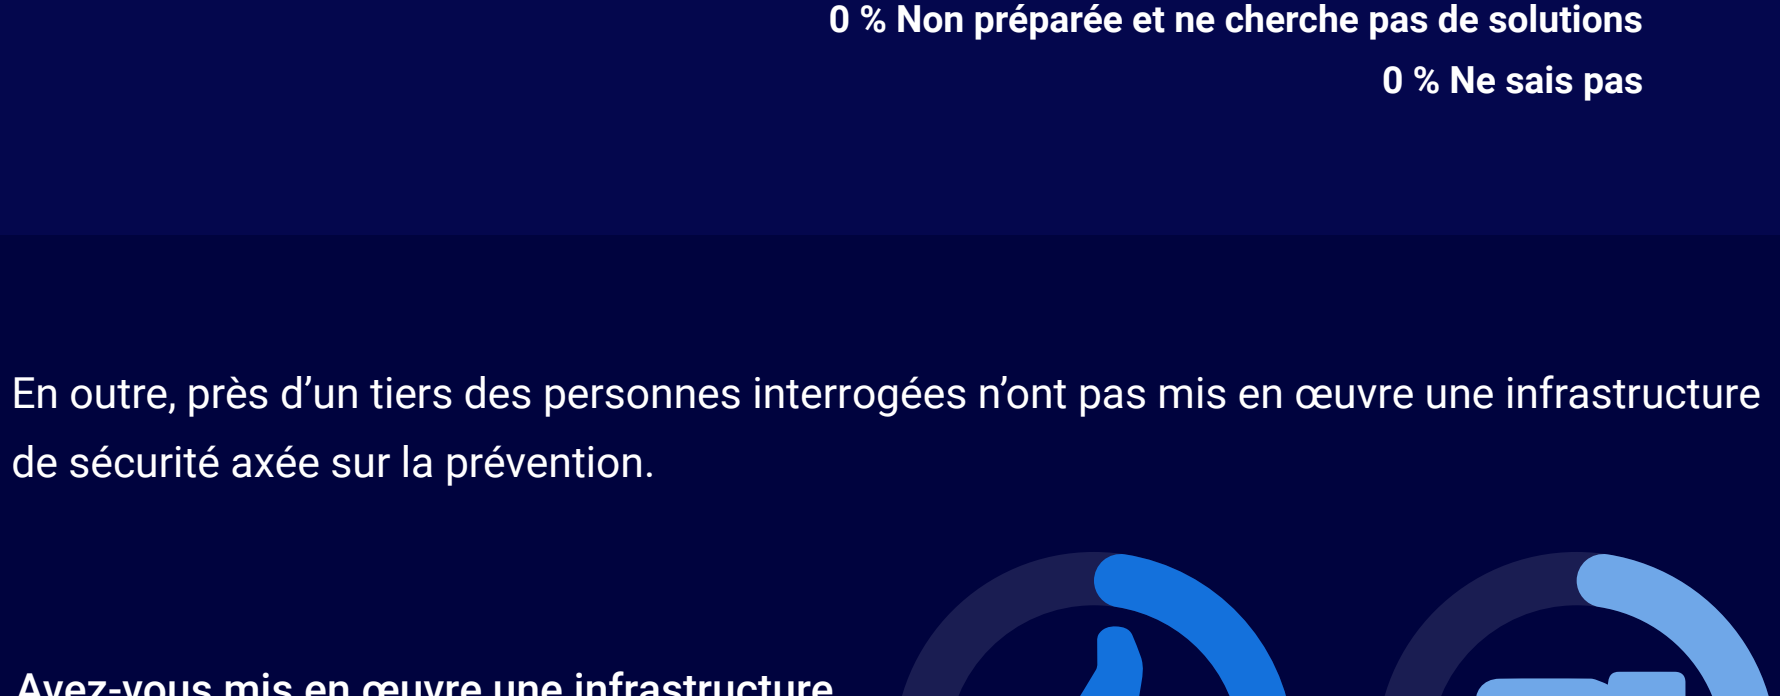 0 % Non préparée et ne cherche pas de solutions
0 % Ne sais pas
En outre, près d’un tiers des personnes interrogées n’ont pas mis en œuvre une infrastructure
de sécurité axée sur la prévention.
Avez-vous mis en œuvre une infrastructure